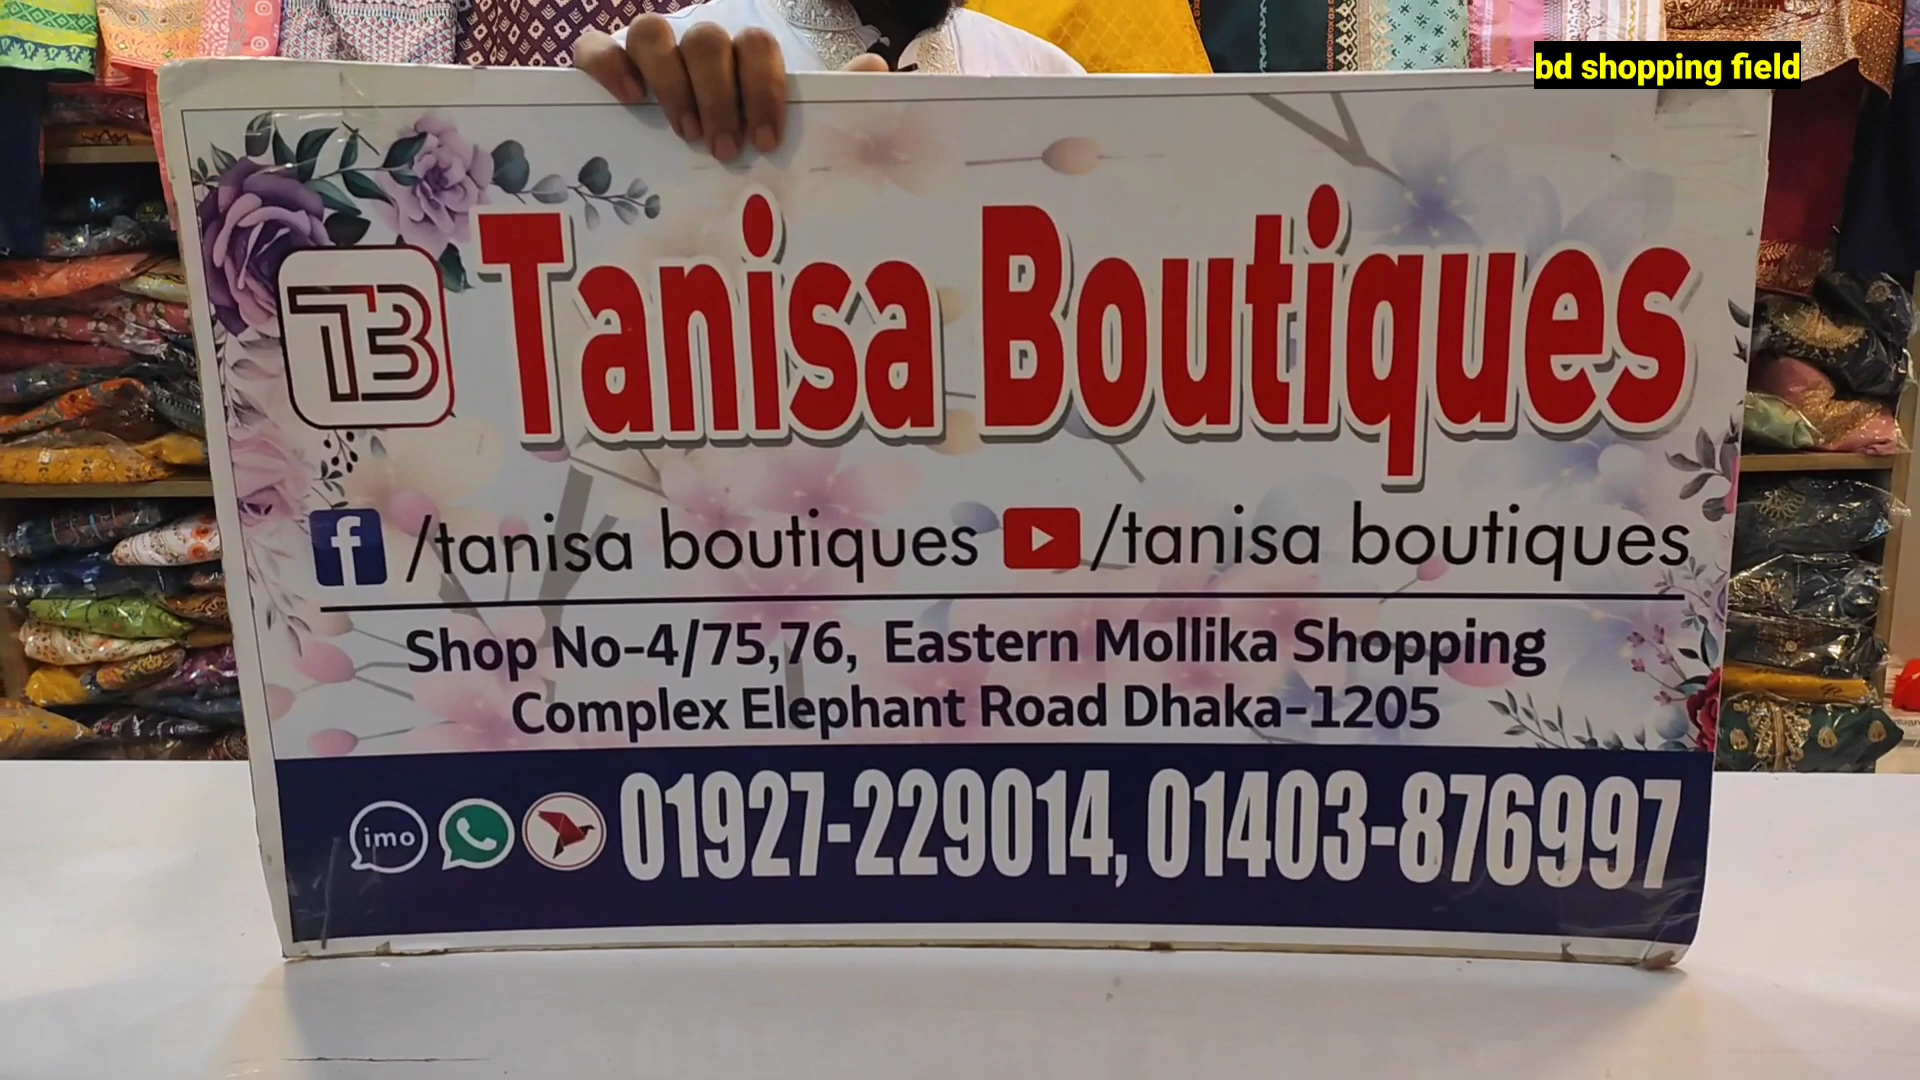 bd shopping field
TB Tanisa Boutiques
f /tanisa boutiques /tanisa boutiques
Shop No-4/75,76, Eastern Mollika Shopping
Complex Elephant Road Dhaka-1205
imo 01927-229014, 01403-876997